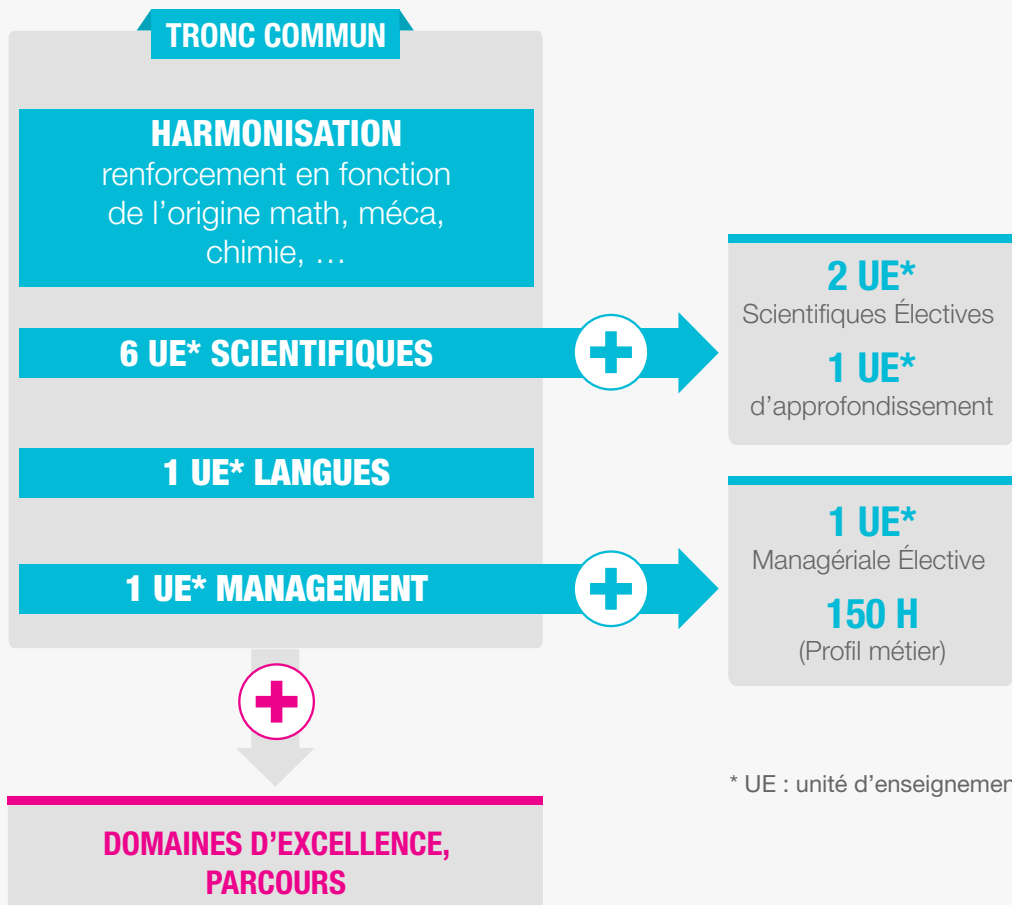 TRONC COMMUN
HARMONISATION
renforcement en fonction
de l’origine math, méca,
chimie, …
6 UE* SCIENTIFIQUES
2 UE*
Scientifiques Électives
1 UE*
d’approfondissement
1 UE* LANGUES
1 UE* MANAGEMENT
1 UE*
Managériale Élective
150 H
(Profil métier)
* UE : unité d’enseignemen
DOMAINES D’EXCELLENCE,
PARCOURS